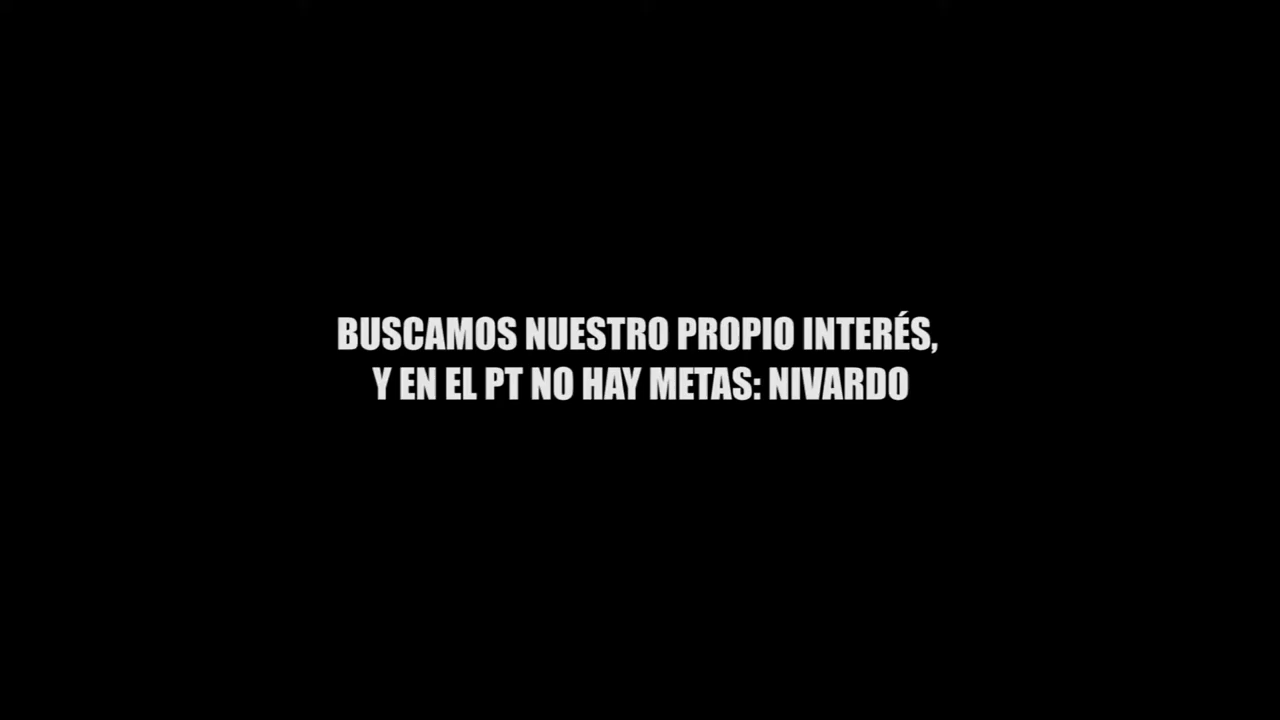 BUSCAMOS NUESTRO PROPIO INTERÉS,
Y EN EL PT NO HAY METAS: NIVARDO